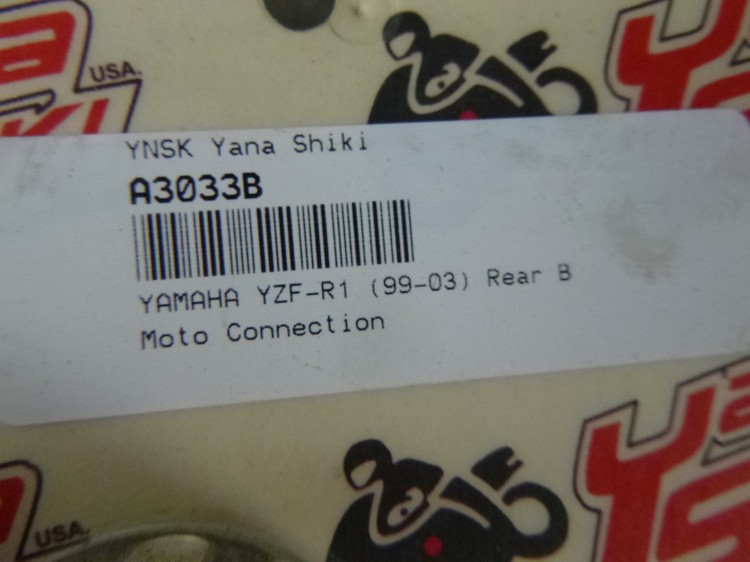 USA.
YNSK Yana Shiki
A3033B
YAMAHA YZF-R1 (99-03) Rear B
Moto Connection
USA.